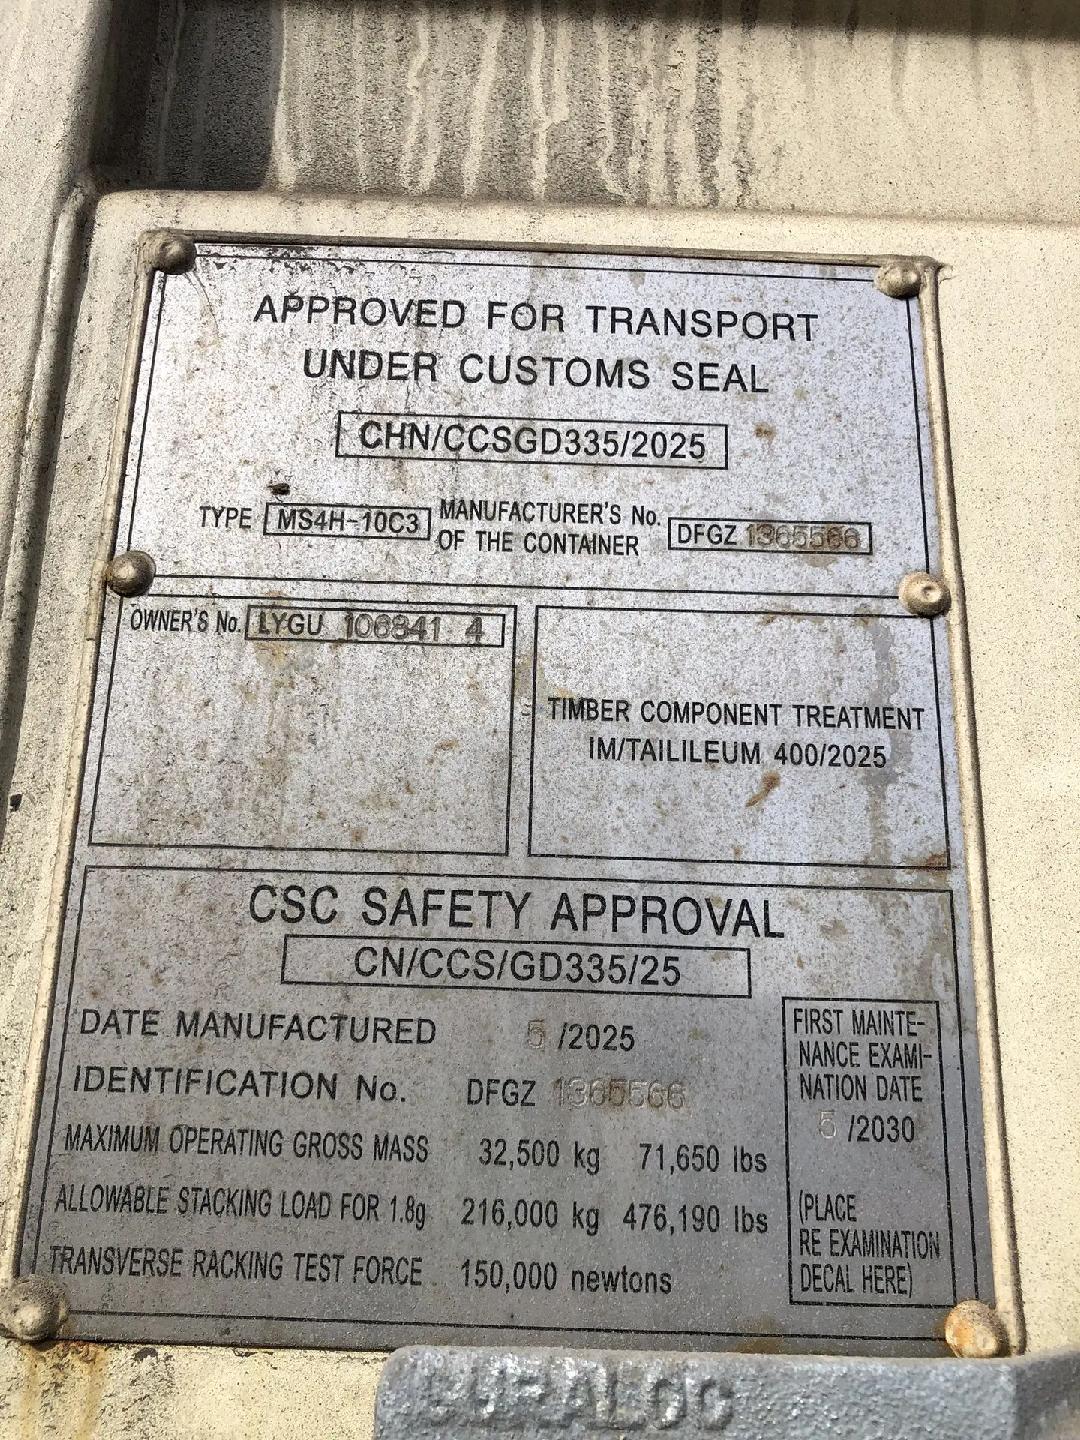 APPROVED FOR TRANSPORT
UNDER CUSTOMS SEAL
CHN/CCSGD335/2025
TYPE MS4H-10C3 MANUFACTURER'S No. OF THE CONTAINER DFGZ 1365566
OWNER'S No. LYGU 106841 4
TIMBER COMPONENT TREATMENT
IM/TAILILEUM 400/2025
CSC SAFETY APPROVAL
CN/CCS/GD335/25
DATE MANUFACTURED 5 /2025
IDENTIFICATION No. DFGZ 1365566
MAXIMUM OPERATING GROSS MASS 32,500 kg 71,650 lbs
ALLOWABLE STACKING LOAD FOR 1.8g 216,000 kg 476,190 lbs
TRANSVERSE RACKING TEST FORCE 150,000 newtons
FIRST MAINTE-
NANCE EXAMI-
NATION DATE
5 /2030
(PLACE
RE EXAMINATION
DECAL HERE)
DURALOC